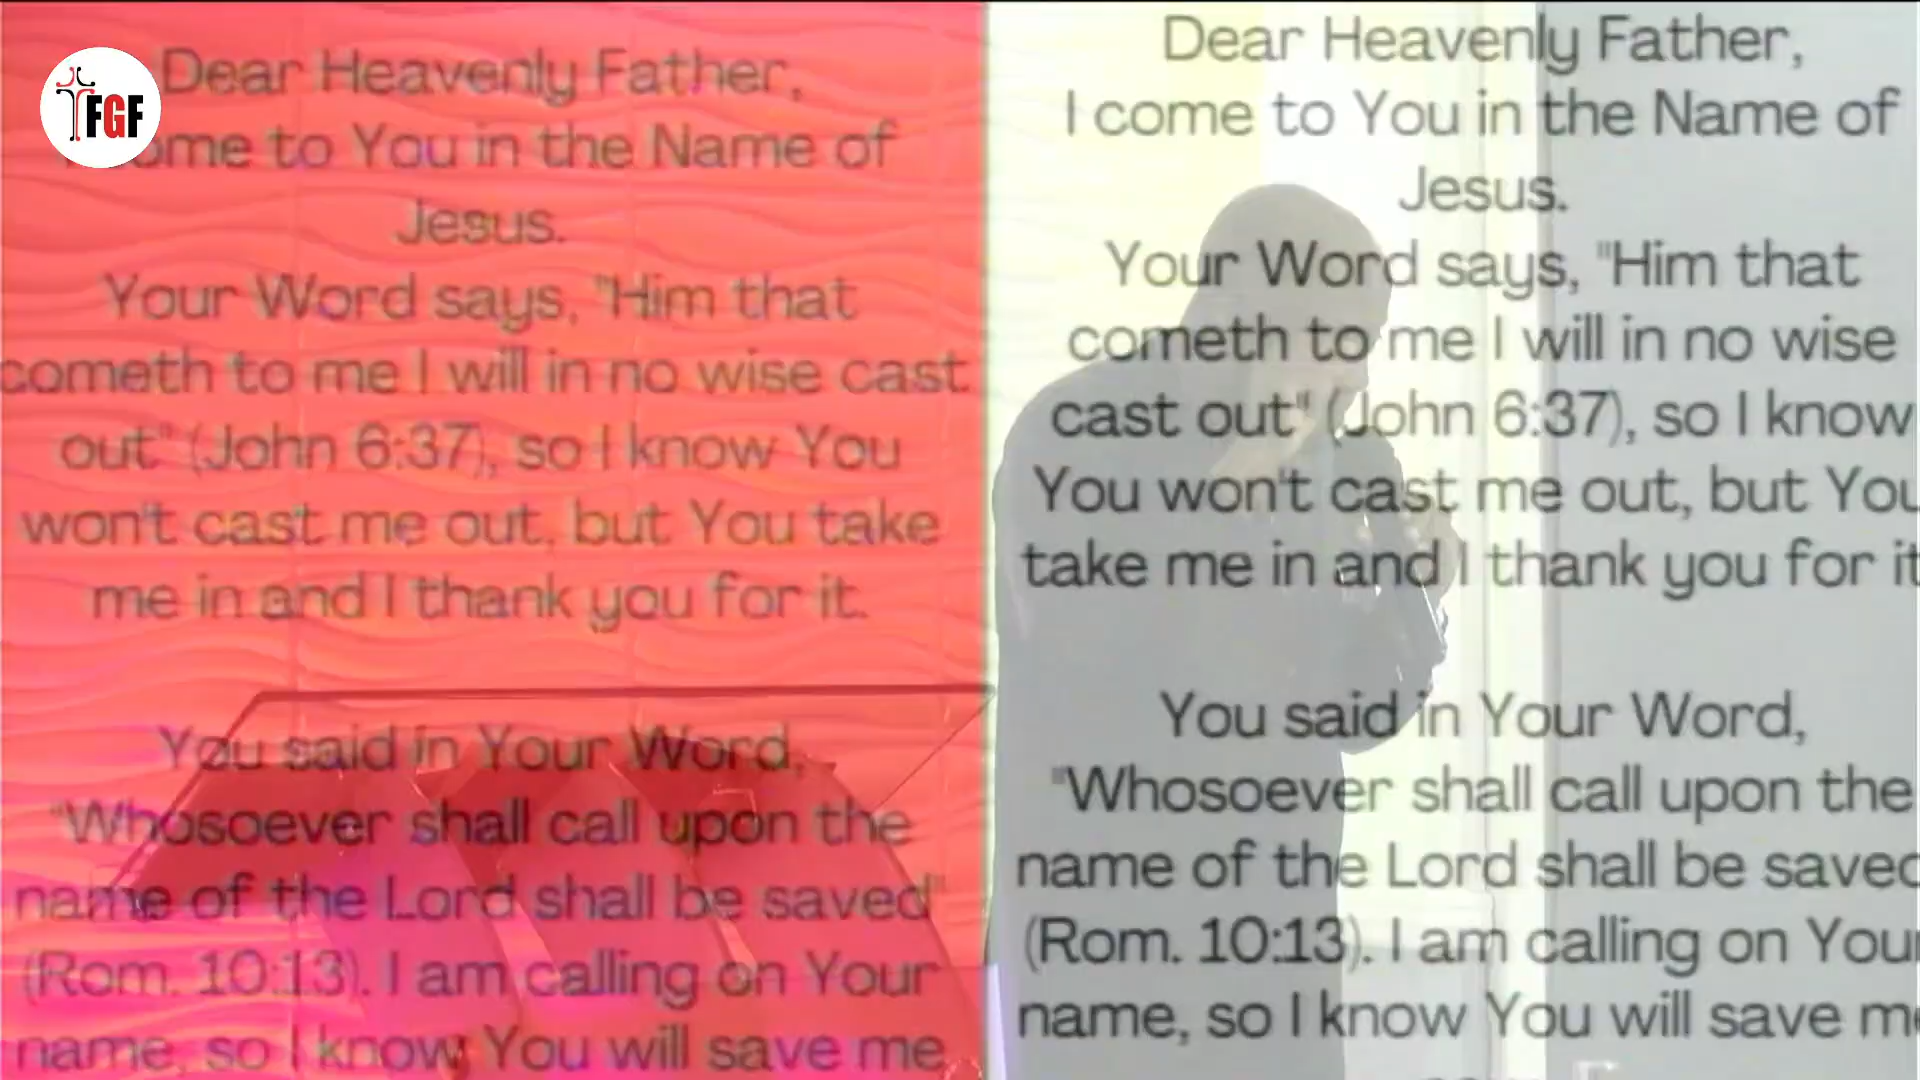 FGF
Dear Heavenly Father,
ome to You in the Name of
Jesus.
Your Word says, "Him that
cometh to me I will in no wise cast
out" (John 6:37), so I know You
won't cast me out, but You take
me in and I thank you for it.
You said in Your Word,
"Whosoever shall call upon the
name of the Lord shall be saved"
(Rom. 10:13). I am calling on Your
name, so I know You will save me
Dear Heavenly Father,
I come to You in the Name of
Jesus.
Your Word says, "Him that
cometh to me I will in no wise
cast out" (John 6:37), so I know
You won't cast me out, but You
take me in and I thank you for it
You said in Your Word,
"Whosoever shall call upon the
name of the Lord shall be saved
(Rom. 10:13). I am calling on Your
name, so I know You will save me